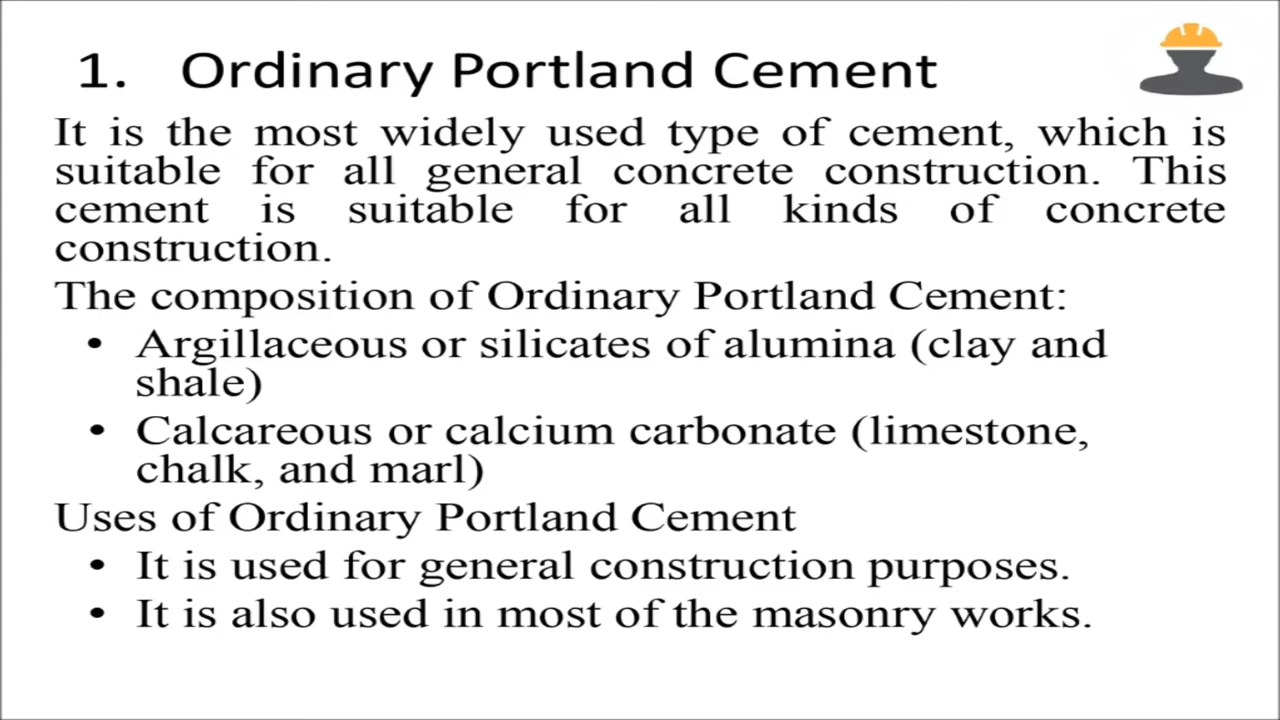 1. Ordinary Portland Cement
It is the most widely used type of cement, which is
suitable for all general concrete construction. This
cement is suitable for all kinds of concrete
construction.
The composition of Ordinary Portland Cement:
• Argillaceous or silicates of alumina (clay and
shale)
• Calcareous or calcium carbonate (limestone,
chalk, and marl)
Uses of Ordinary Portland Cement
• It is used for general construction purposes.
• It is also used in most of the masonry works.